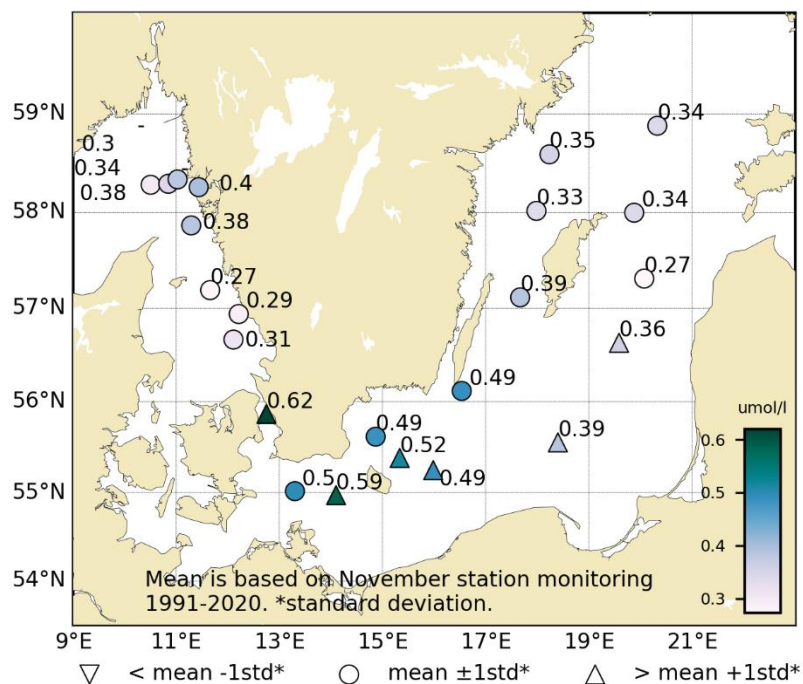 59°N
58°N
57°N
56°N
55°N
54°N
9°E
11°E
13°E
15°E
17°E
19°E
21°E
0.3
0.34
0.38
-
0.4
0.38
0.27
0.29
0.31
0.62
0.5
0.59
0.49
0.52
0.49
0.49
0.39
0.36
0.39
0.27
0.33
0.34
0.35
0.34
umol/l
0.6
0.5
0.4
0.3
Mean is based on November station monitoring
1991-2020. *standard deviation.
▽ < mean -1std* ○ mean ±1std* △ > mean +1std*